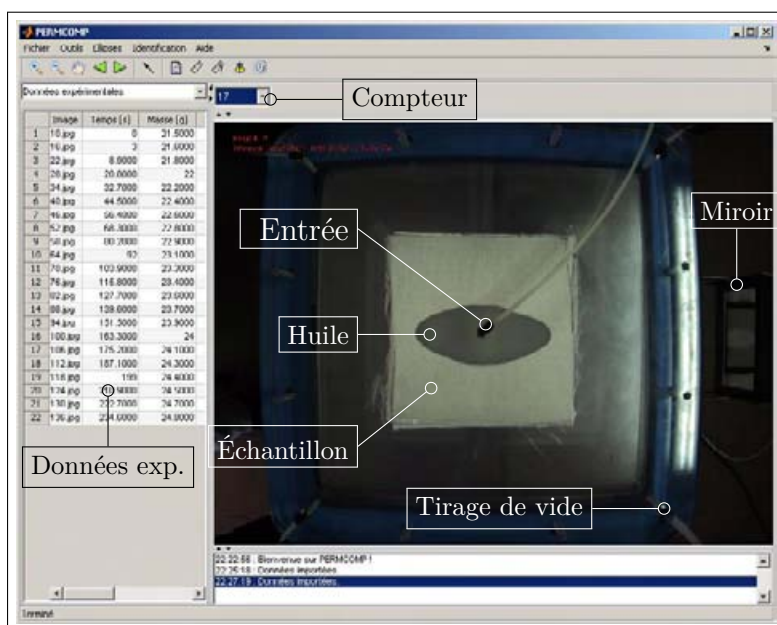 PERMCOMP
Fichier Outils Ellipses Identification Aide
Données expérimentales
17
Compteur
Image Temps [s] Masse [g]
1 10.jpg 0 21.5000
2 16.jpg 3 21.6000
3 22.jpg 8.9000 21.8000
4 28.jpg 20.8000 22
5 34.jpg 32.7000 22.2000
6 40.jpg 44.5000 22.4000
7 46.jpg 56.4000 22.6000
8 52.jpg 68.3000 22.8000
9 58.jpg 80.2000 22.9000
10 64.jpg 92 23.1000
11 70.jpg 103.9000 23.3000
12 76.jpg 115.8000 23.4000
13 82.jpg 127.7000 23.6000
14 88.jpg 139.6000 23.7000
15 94.jpg 151.5000 23.9000
16 100.jpg 163.3000 24
17 106.jpg 175.2000 24.1000
18 112.jpg 187.1000 24.3000
19 118.jpg 199 24.4000
20 124.jpg 24.5000
21 130.jpg 24.7000
22 136.jpg 24.8000
Miroir
Entrée
Huile
Échantillon
Données exp.
Tirage de vide
22:22:56 : Bienvenue sur PERMCOMP !
22:25:18 : Données importées.
22:27:19 : Données importées.
Terminé